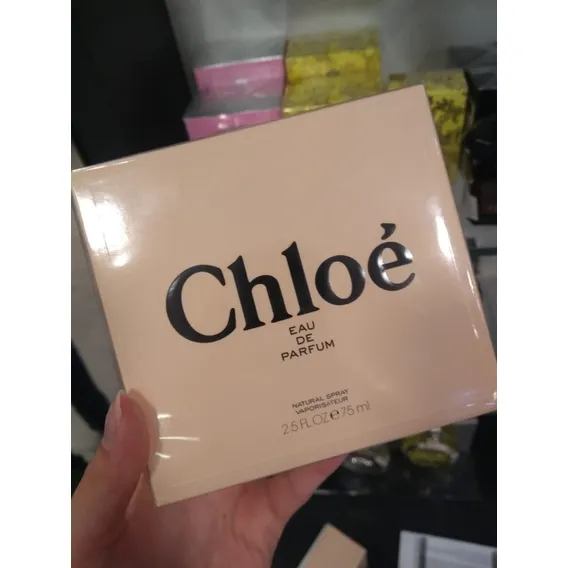 Chloé
EAU
DE
PARFUM
NATURAL SPRAY
VAPORISATEUR
2.5 FL.OZ℮75 ml